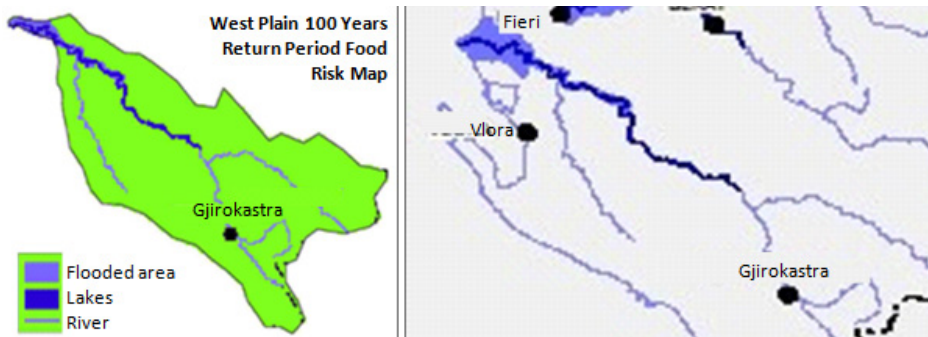 West Plain 100 Years
Return Period Food
Risk Map
Gjirokastra
Flooded area
Lakes
River
Fieri
Vlora
Gjirokastra